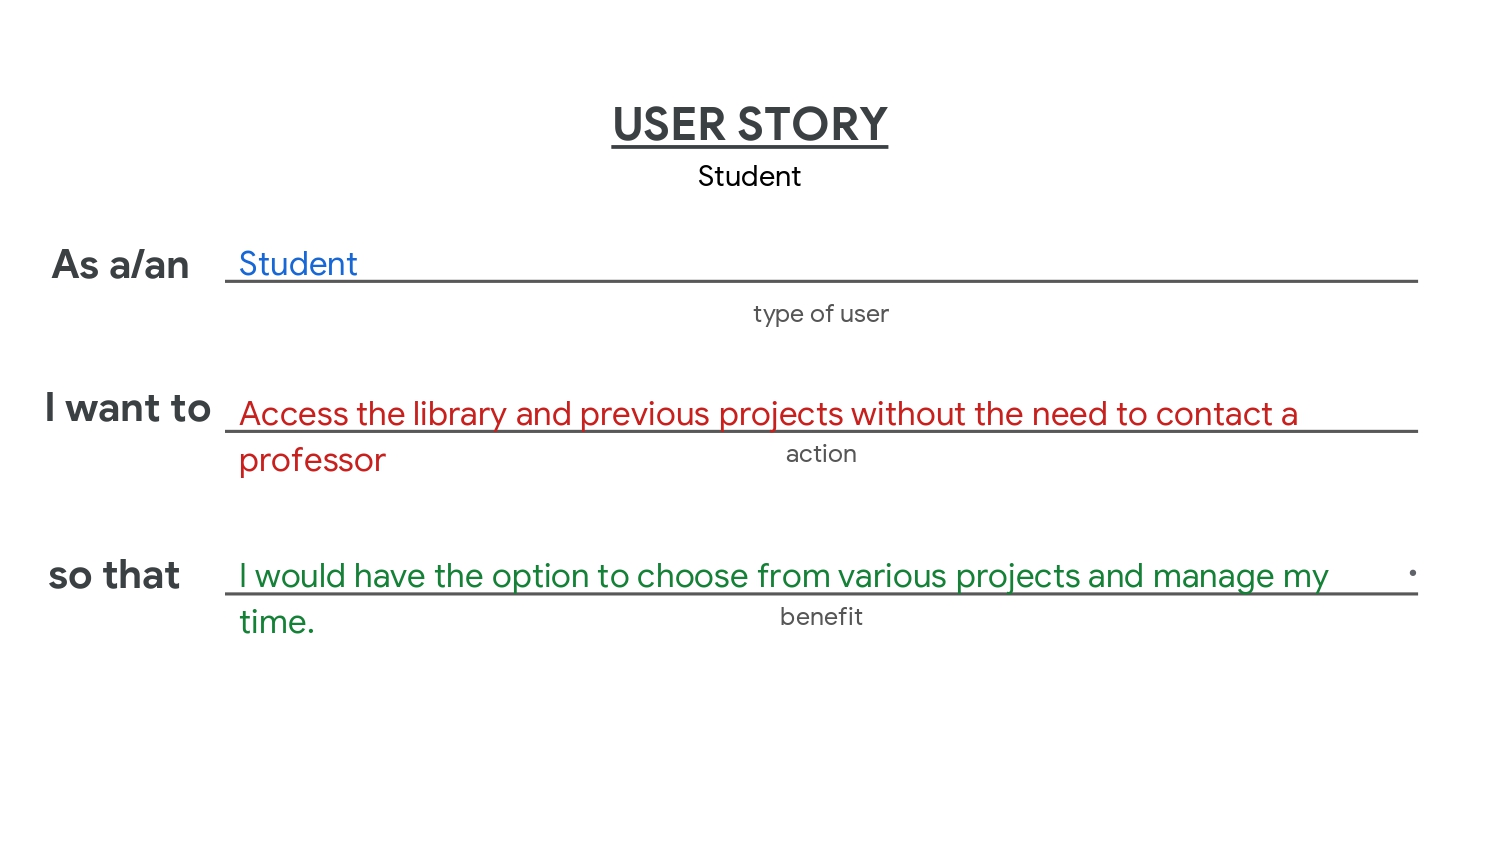 USER STORY
Student
As a/an Student
type of user
I want to Access the library and previous projects without the need to contact a
professor action
so that I would have the option to choose from various projects and manage my .
time. benefit